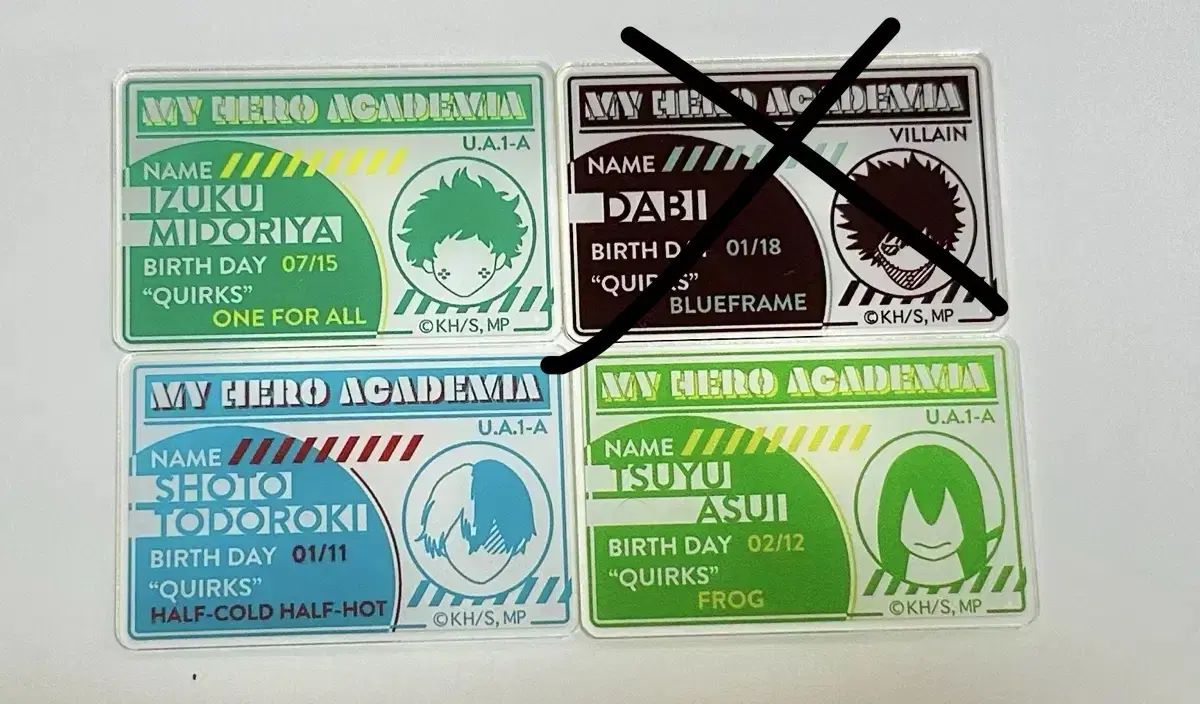 MY HERO ACADEMIA
U.A.1-A
NAME
IZUKU
MIDORIYA
BIRTH DAY 07/15
“QUIRKS”
ONE FOR ALL
©KH/S, MP
MY HERO ACADEMIA
VILLAIN
NAME
DABI
BIRTH DAY 01/18
“QUIRKS”
BLUEFRAME
©KH/S, MP
MY HERO ACADEMIA
U.A.1-A
NAME
SHOTO
TODOROKI
BIRTH DAY 01/11
“QUIRKS”
HALF-COLD HALF-HOT
©KH/S, MP
MY HERO ACADEMIA
U.A.1-A
NAME
TSUYU
ASUI
BIRTH DAY 02/12
“QUIRKS”
FROG
©KH/S, MP